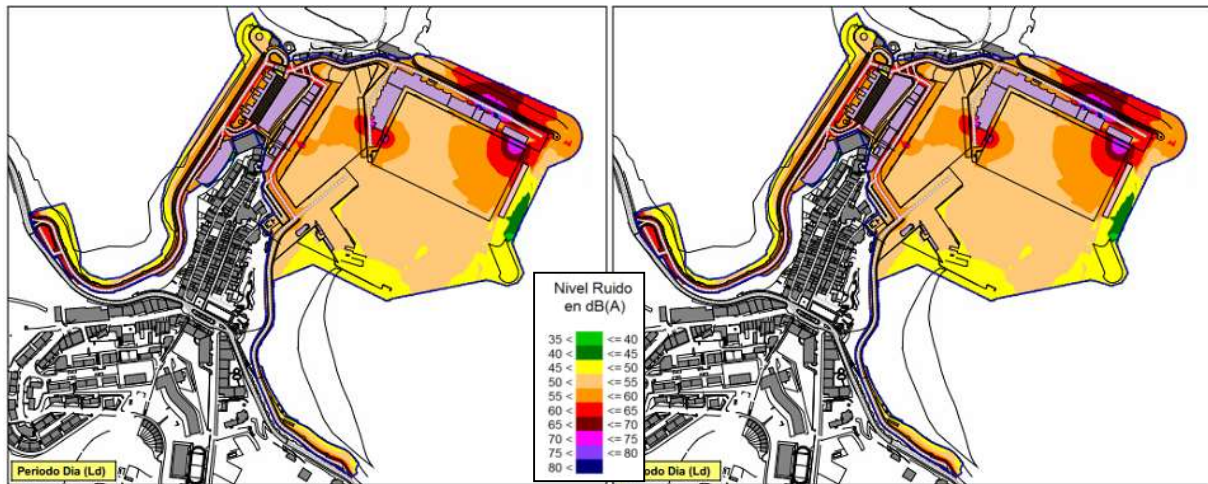 Nivel Ruido
en dB(A)
35 < <= 40
40 < <= 45
45 < <= 50
50 < <= 55
55 < <= 60
60 < <= 65
65 < <= 70
70 < <= 75
75 < <= 80
80 <
Periodo Dia (Ld)
odo Dia (Ld)